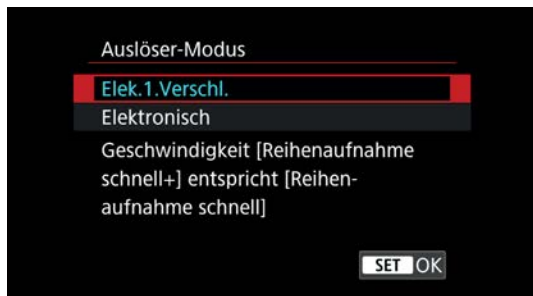 Auslöser-Modus
Elek.1.Verschl.
Elektronisch
Geschwindigkeit [Reihenaufnahme
schnell+] entspricht [Reihen-
aufnahme schnell]
SET OK